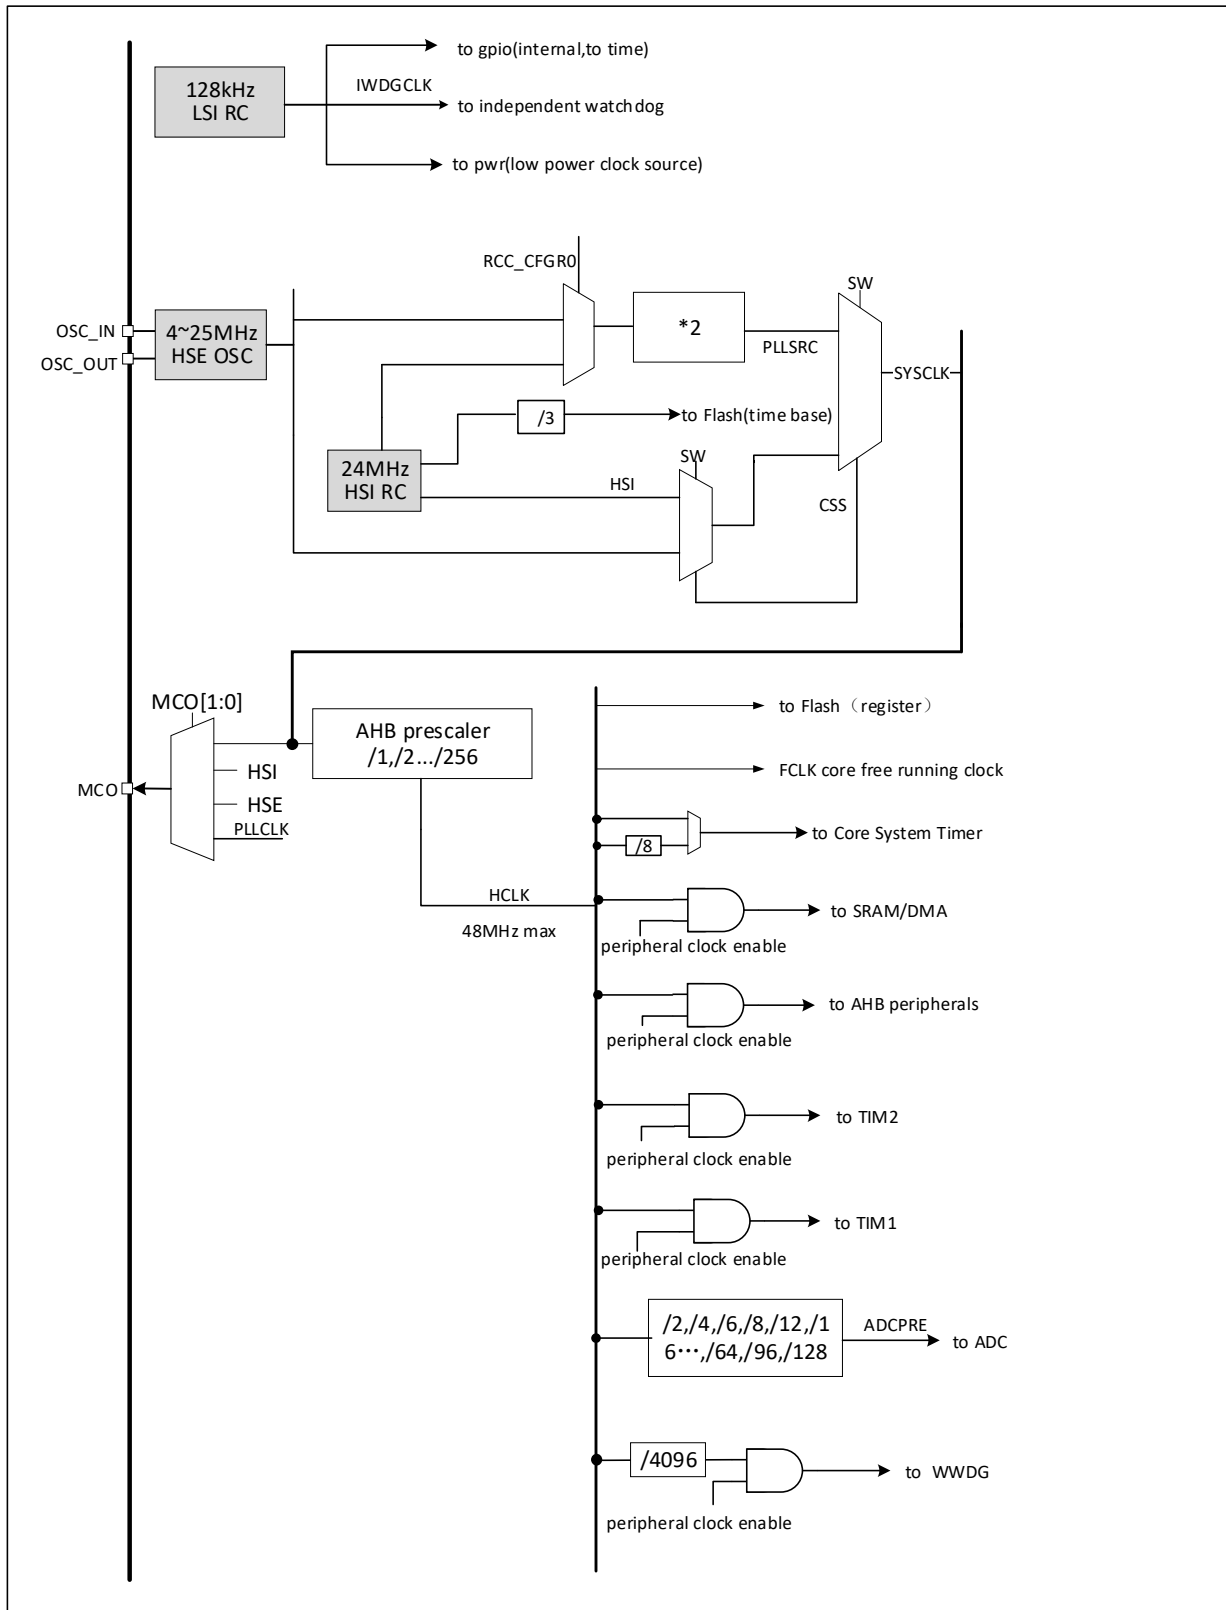 to gpio(internal,to time)
128kHz
LSI RC
IWDGCLK
to independent watchdog
to pwr(low power clock source)
RCC_CFGR0
SW
OSC_IN
OSC_OUT
4~25MHz
HSE OSC
*2
PLLSRC
SYSCLK
/3
to Flash(time base)
24MHz
HSI RC
HSI
SW
CSS
MCO[1:0]
AHB prescaler
/1,/2.../256
HSI
HSE
PLLCLK
MCO
HCLK
48MHz max
to Flash（register）
FCLK core free running clock
/8
to Core System Timer
to SRAM/DMA
peripheral clock enable
to AHB peripherals
peripheral clock enable
to TIM2
peripheral clock enable
to TIM1
peripheral clock enable
/2,/4,/6,/8,/12,/1
6···,/64,/96,/128
ADCPRE
to ADC
/4096
to WWDG
peripheral clock enable